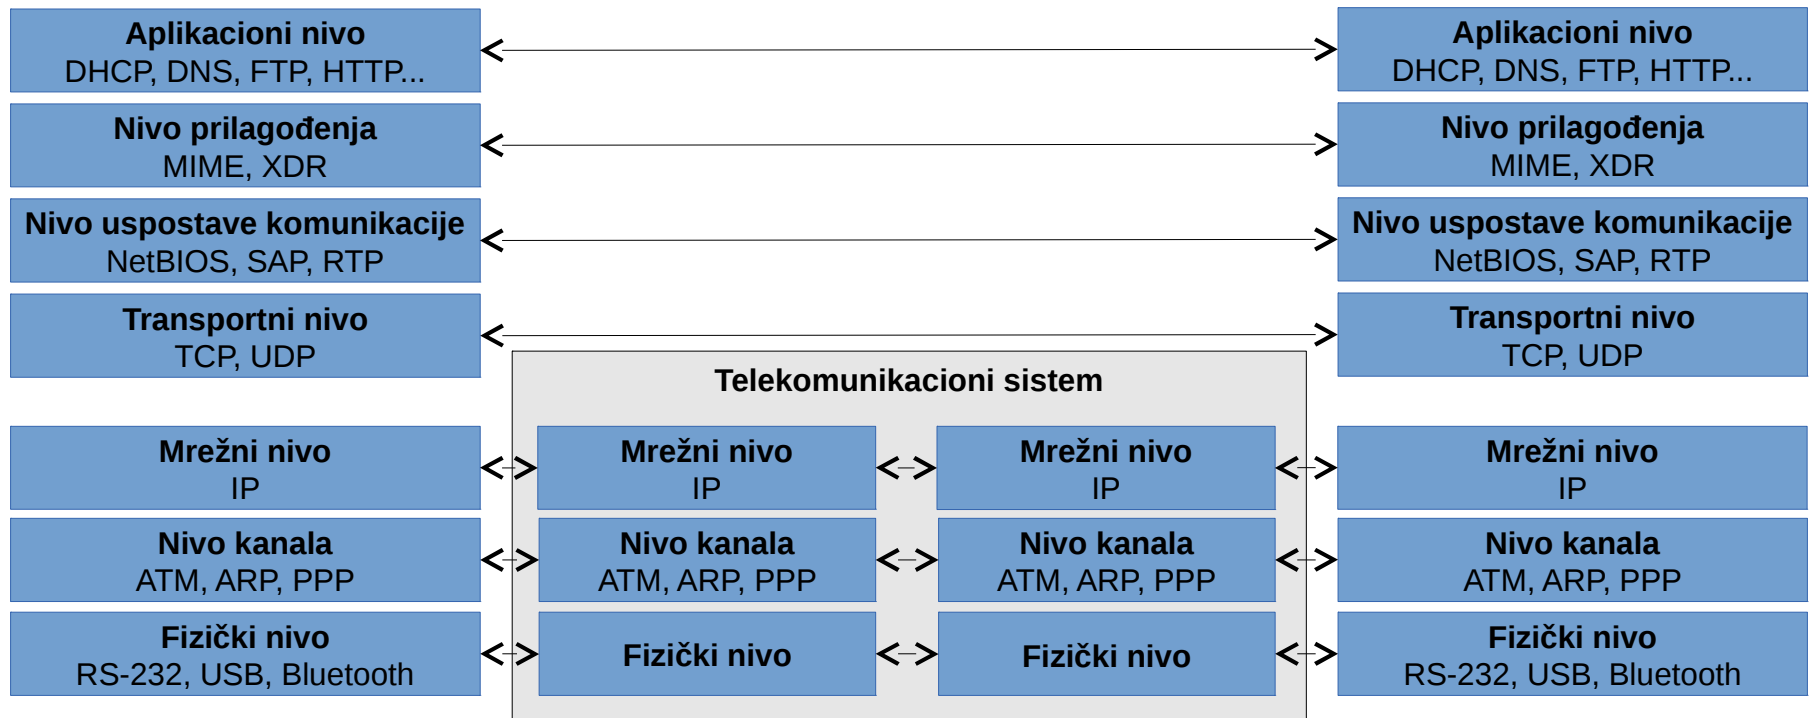 Aplikacioni nivo
DHCP, DNS, FTP, HTTP...
Aplikacioni nivo
DHCP, DNS, FTP, HTTP...
Nivo prilagođenja
MIME, XDR
Nivo prilagođenja
MIME, XDR
Nivo uspostave komunikacije
NetBIOS, SAP, RTP
Nivo uspostave komunikacije
NetBIOS, SAP, RTP
Transportni nivo
TCP, UDP
Transportni nivo
TCP, UDP
Telekomunikacioni sistem
Mrežni nivo
IP
Mrežni nivo
IP
Mrežni nivo
IP
Mrežni nivo
IP
Nivo kanala
ATM, ARP, PPP
Nivo kanala
ATM, ARP, PPP
Nivo kanala
ATM, ARP, PPP
Nivo kanala
ATM, ARP, PPP
Fizički nivo
RS-232, USB, Bluetooth
Fizički nivo
Fizički nivo
Fizički nivo
RS-232, USB, Bluetooth